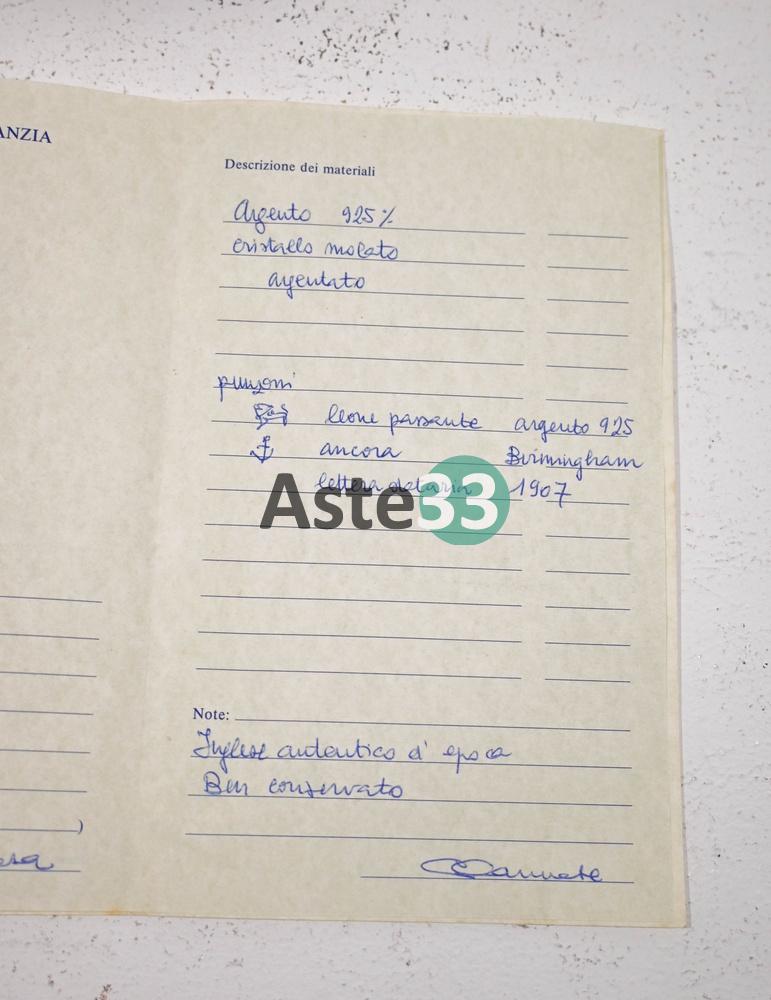 ANZIA
Descrizione dei materiali
Argento 925%
cristallo molato
argentato
punzoni
leone passante argento 925
ancora Birmingham
lettera dataria 1907
Aste33
Note:
Inglese autentico d'epoca
Ben conservato